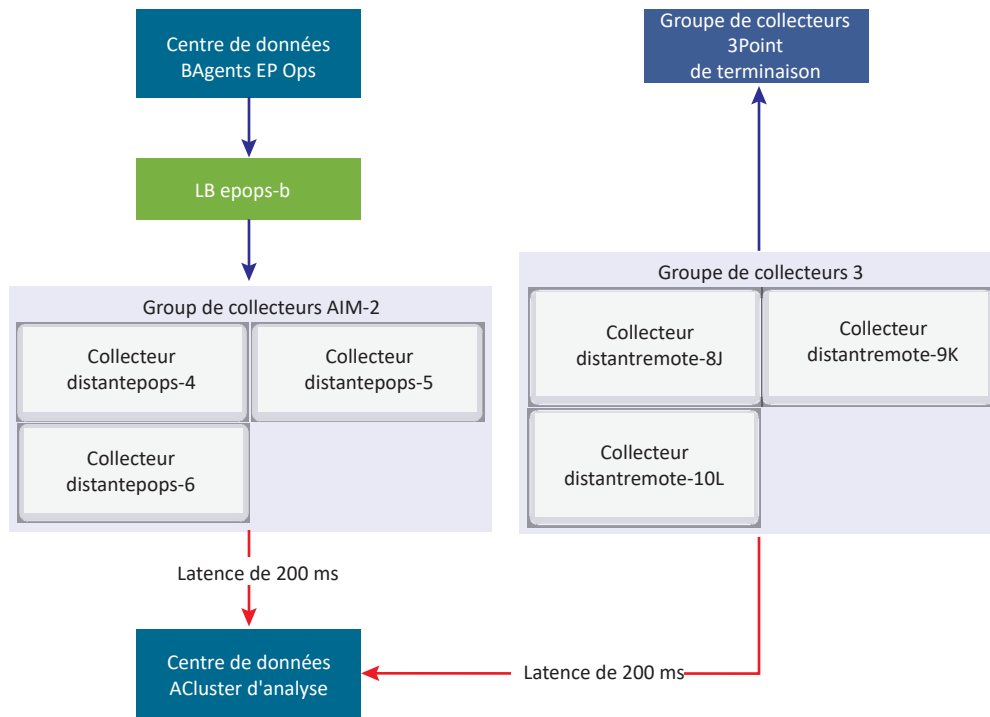 Centre de données
BAgents EP Ops
LB epops-b
Group de collecteurs AIM-2
Collecteur
distantepops-4
Collecteur
distantepops-5
Collecteur
distantepops-6
Latence de 200 ms
Centre de données
ACluster d'analyse
Groupe de collecteurs
3Point
de terminaison
Groupe de collecteurs 3
Collecteur
distantremote-8J
Collecteur
distantremote-9K
Collecteur
distantremote-10L
Latence de 200 ms